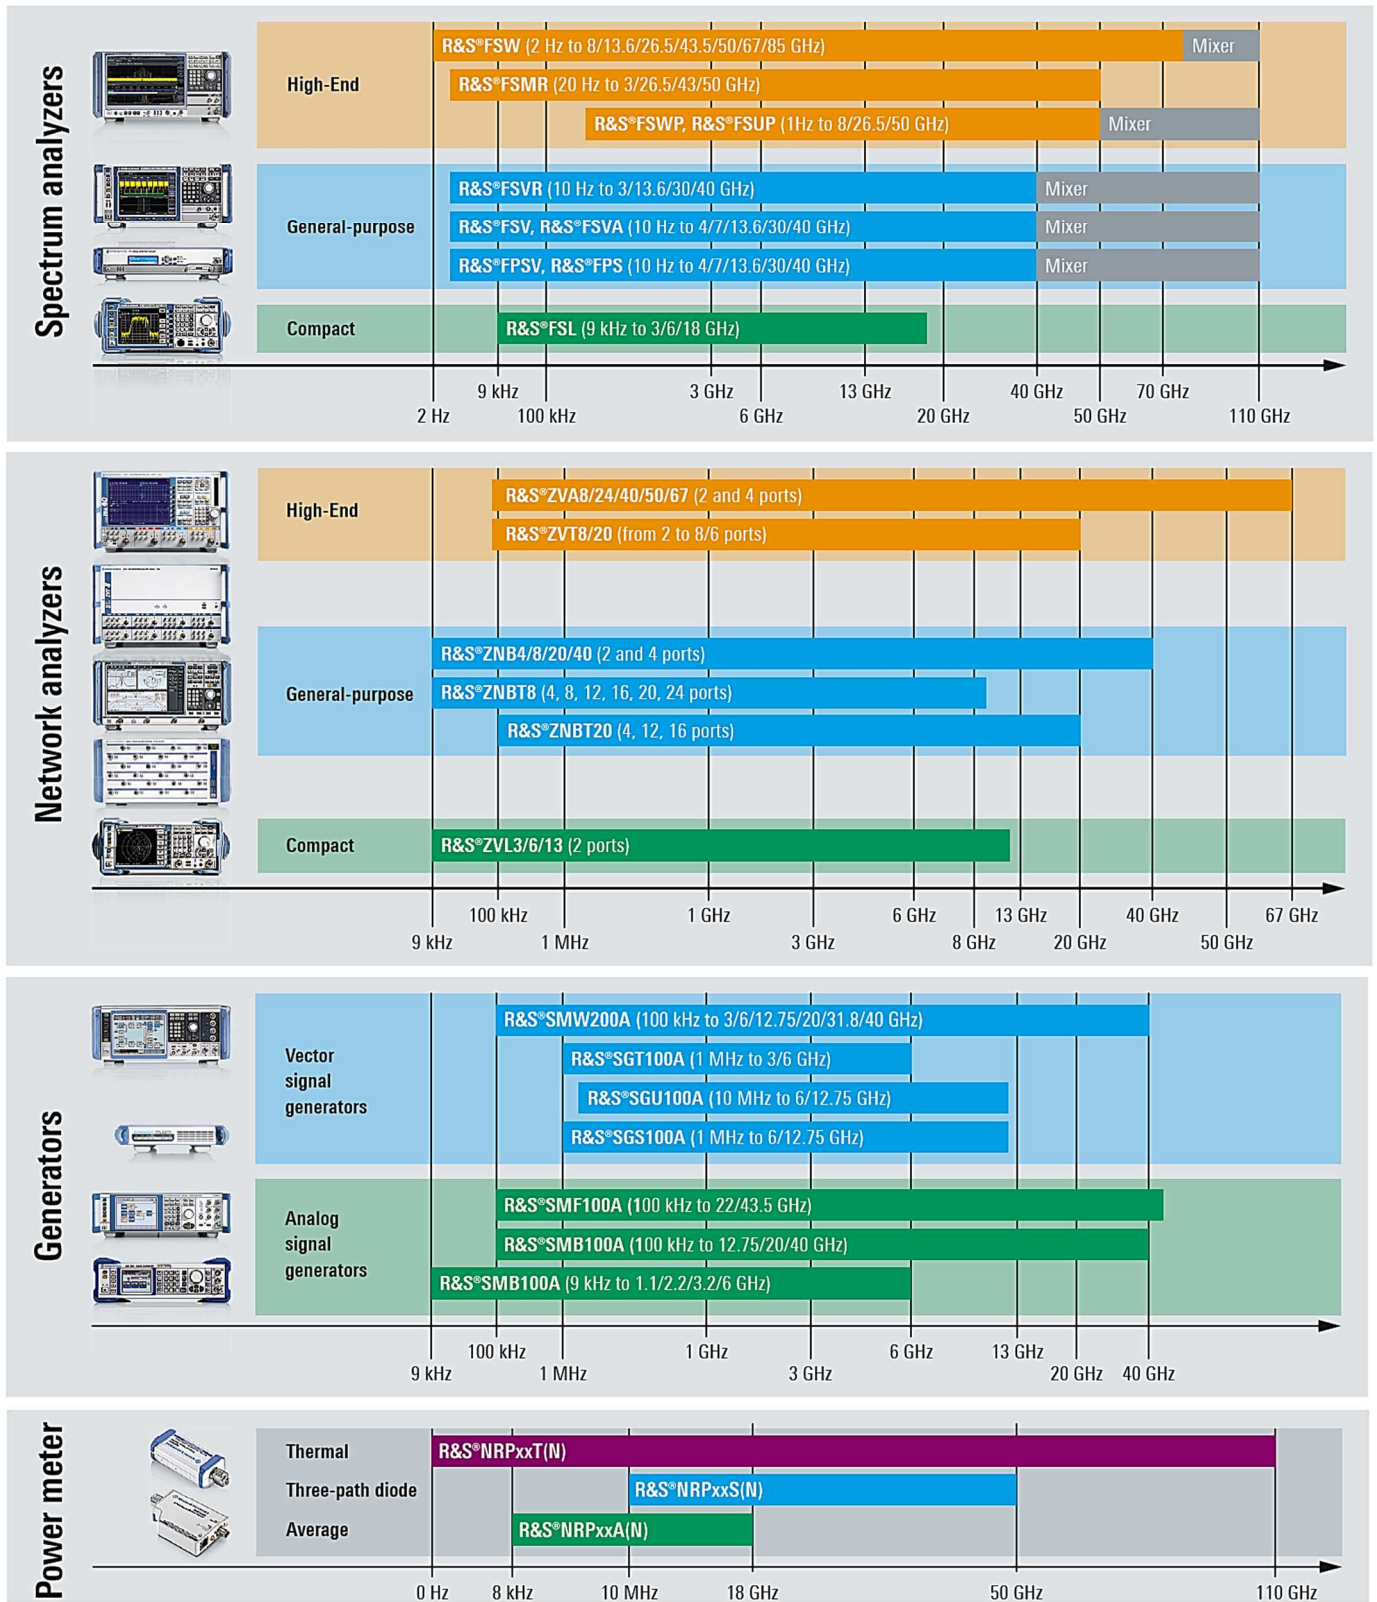 Spectrum analyzers
High-End
R&S®FSW (2 Hz to 8/13.6/26.5/43.5/50/67/85 GHz)
Mixer
R&S®FSMR (20 Hz to 3/26.5/43/50 GHz)
R&S®FSWP, R&S®FSUP (1Hz to 8/26.5/50 GHz)
Mixer
General-purpose
R&S®FSVR (10 Hz to 3/13.6/30/40 GHz)
Mixer
R&S®FSV, R&S®FSVA (10 Hz to 4/7/13.6/30/40 GHz)
Mixer
R&S®FPSV, R&S®FPS (10 Hz to 4/7/13.6/30/40 GHz)
Mixer
Compact
R&S®FSL (9 kHz to 3/6/18 GHz)
9 kHz 3 GHz 13 GHz 40 GHz 70 GHz
2 Hz 100 kHz 6 GHz 20 GHz 50 GHz 110 GHz
Network analyzers
High-End
R&S®ZVA8/24/40/50/67 (2 and 4 ports)
R&S®ZVT8/20 (from 2 to 8/6 ports)
General-purpose
R&S®ZNB4/8/20/40 (2 and 4 ports)
R&S®ZNBT8 (4, 8, 12, 16, 20, 24 ports)
R&S®ZNBT20 (4, 12, 16 ports)
Compact
R&S®ZVL3/6/13 (2 ports)
100 kHz 1 GHz 6 GHz 13 GHz 40 GHz 67 GHz
9 kHz 1 MHz 3 GHz 8 GHz 20 GHz 50 GHz
Generators
Vector
signal
generators
R&S®SMW200A (100 kHz to 3/6/12.75/20/31.8/40 GHz)
R&S®SGT100A (1 MHz to 3/6 GHz)
R&S®SGU100A (10 MHz to 6/12.75 GHz)
R&S®SGS100A (1 MHz to 6/12.75 GHz)
Analog
signal
generators
R&S®SMF100A (100 kHz to 22/43.5 GHz)
R&S®SMB100A (100 kHz to 12.75/20/40 GHz)
R&S®SMB100A (9 kHz to 1.1/2.2/3.2/6 GHz)
100 kHz 1 GHz 6 GHz 13 GHz
9 kHz 1 MHz 3 GHz 20 GHz 40 GHz
Power meter
Thermal
R&S®NRPxxT(N)
Three-path diode
R&S®NRPxxS(N)
Average
R&S®NRPxxA(N)
0 Hz 8 kHz 10 MHz 18 GHz 50 GHz 110 GHz